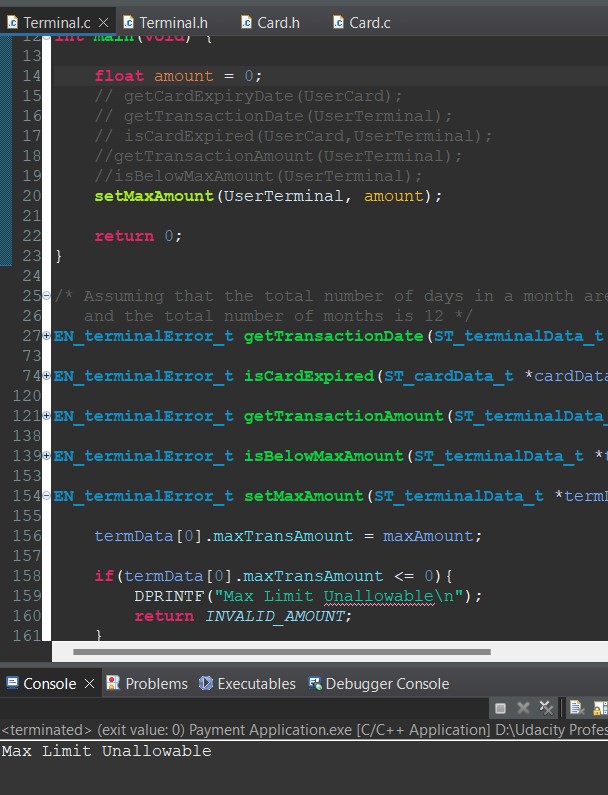 Terminal.c Terminal.h Card.h Card.c
12 int main(void) {
13
14 float amount = 0;
15 // getCardExpiryDate(UserCard);
16 // getTransactionDate(UserTerminal);
17 // isCardExpired(UserCard,UserTerminal);
18 //getTransactionAmount(UserTerminal);
19 //isBelowMaxAmount(UserTerminal);
20 setMaxAmount(UserTerminal, amount);
21
22 return 0;
23 }
24
25 /* Assuming that the total number of days in a month are
26 and the total number of months is 12 */
27 EN_terminalError_t getTransactionDate(ST_terminalData_t
73
74 EN_terminalError_t isCardExpired(ST_cardData_t *cardData
120
121 EN_terminalError_t getTransactionAmount(ST_terminalData_
138
139 EN_terminalError_t isBelowMaxAmount(ST_terminalData_t *t
153
154 EN_terminalError_t setMaxAmount(ST_terminalData_t *termD
155
156 termData[0].maxTransAmount = maxAmount;
157
158 if(termData[0].maxTransAmount <= 0){
159 DPRINTF("Max Limit Unallowable\n");
160 return INVALID_AMOUNT;
161 }
Console Problems Executables Debugger Console
<terminated> (exit value: 0) Payment Application.exe [C/C++ Application] D:\Udacity Profes
Max Limit Unallowable